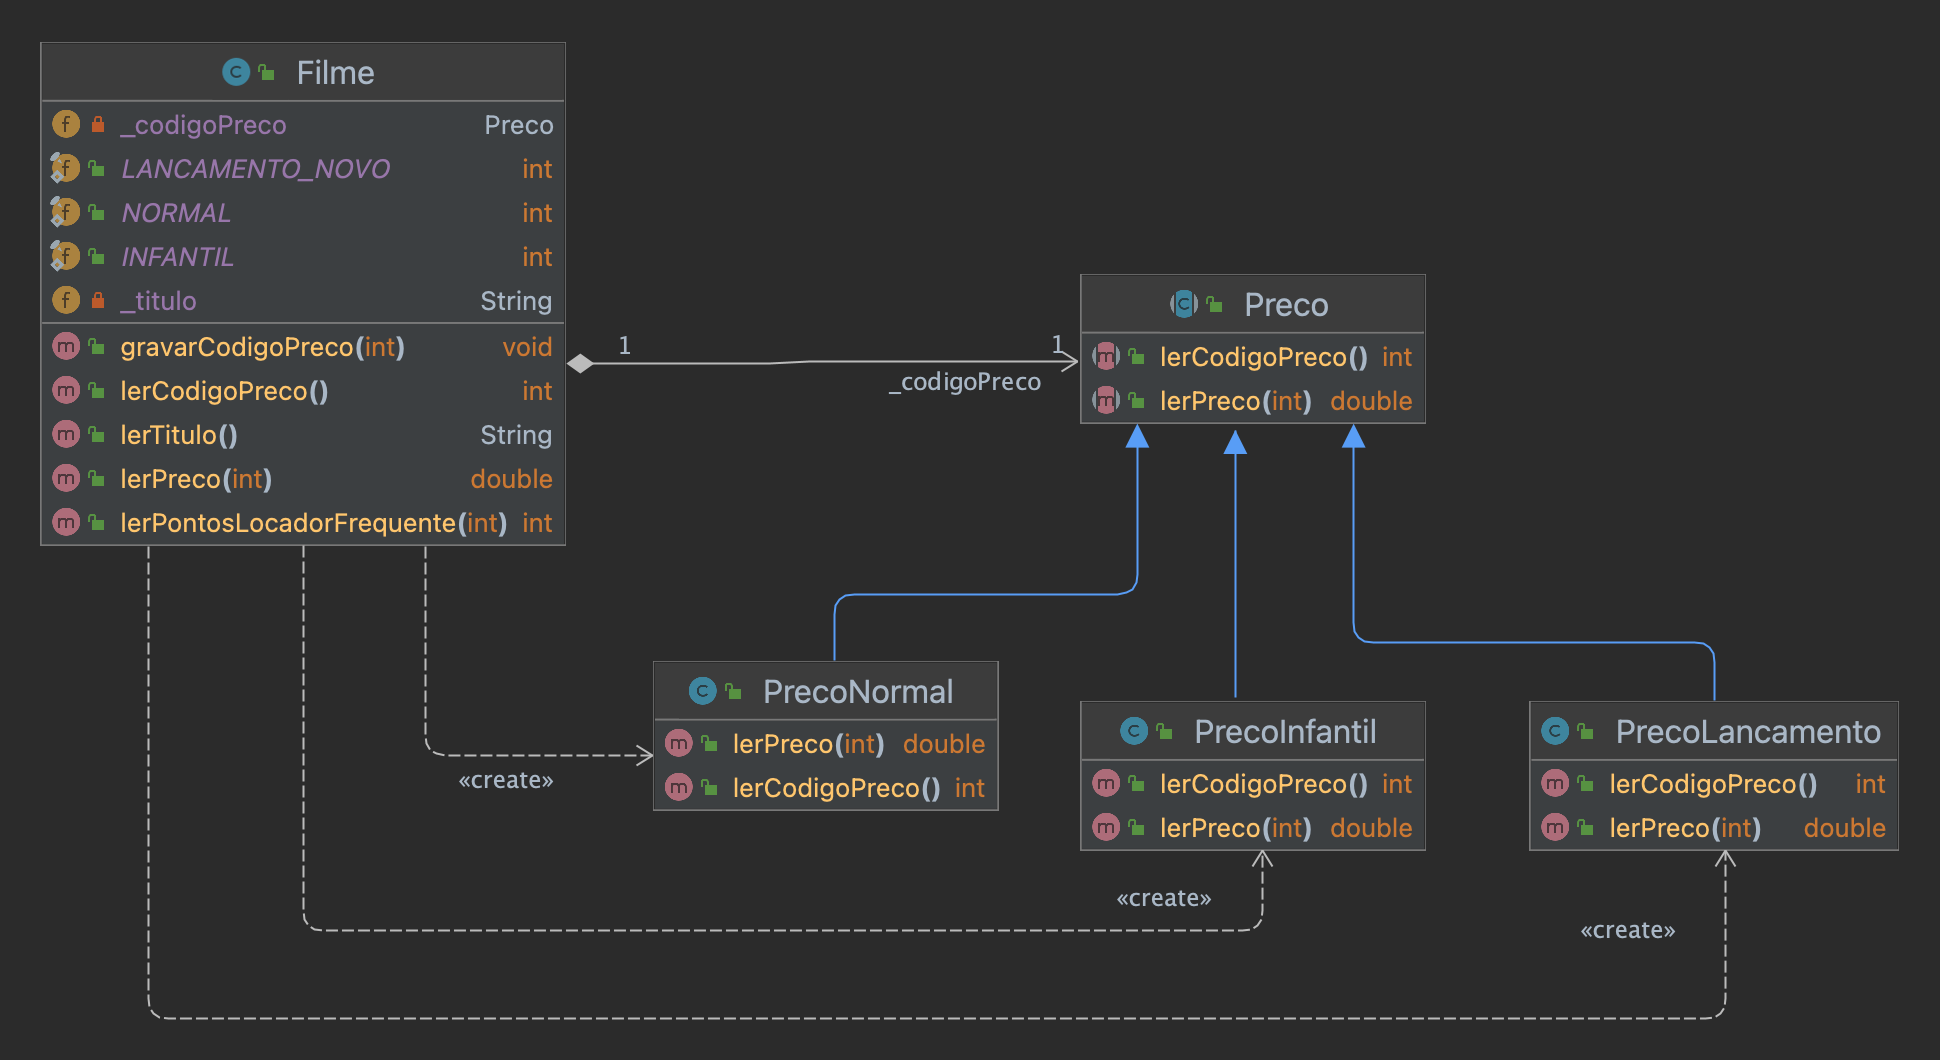 Filme
_codigoPreco Preco
LANCAMENTO_NOVO int
NORMAL int
INFANTIL int
_titulo String
gravarCodigoPreco(int) void
lerCodigoPreco() int
lerTitulo() String
lerPreco(int) double
lerPontosLocadorFrequente(int) int
1
1
_codigoPreco
Preco
lerCodigoPreco() int
lerPreco(int) double
PrecoNormal
lerPreco(int) double
lerCodigoPreco() int
«create»
PrecoInfantil
lerCodigoPreco() int
lerPreco(int) double
«create»
PrecoLancamento
lerCodigoPreco() int
lerPreco(int) double
«create»